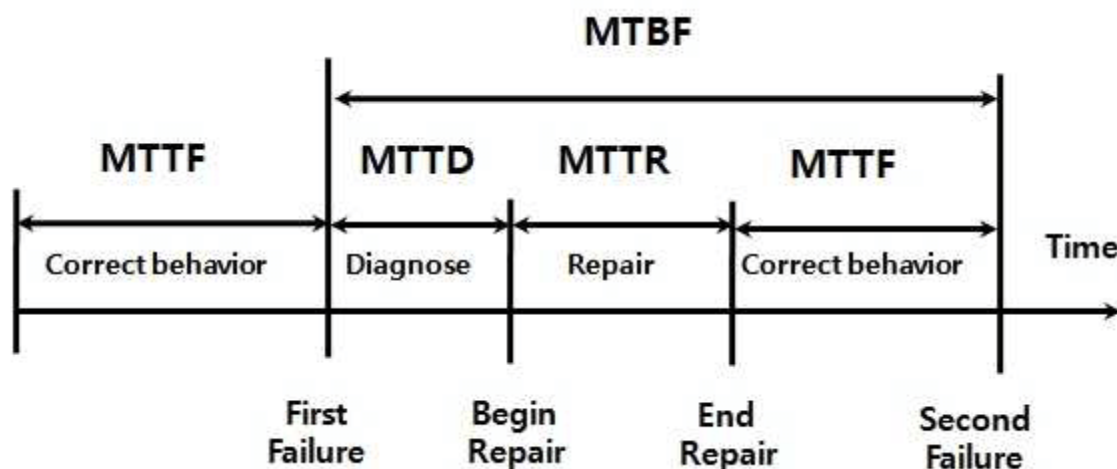 MTBF
MTTF
MTTD
MTTR
MTTF
Correct behavior
Diagnose
Repair
Correct behavior
Time
First
Failure
Begin
Repair
End
Repair
Second
Failure